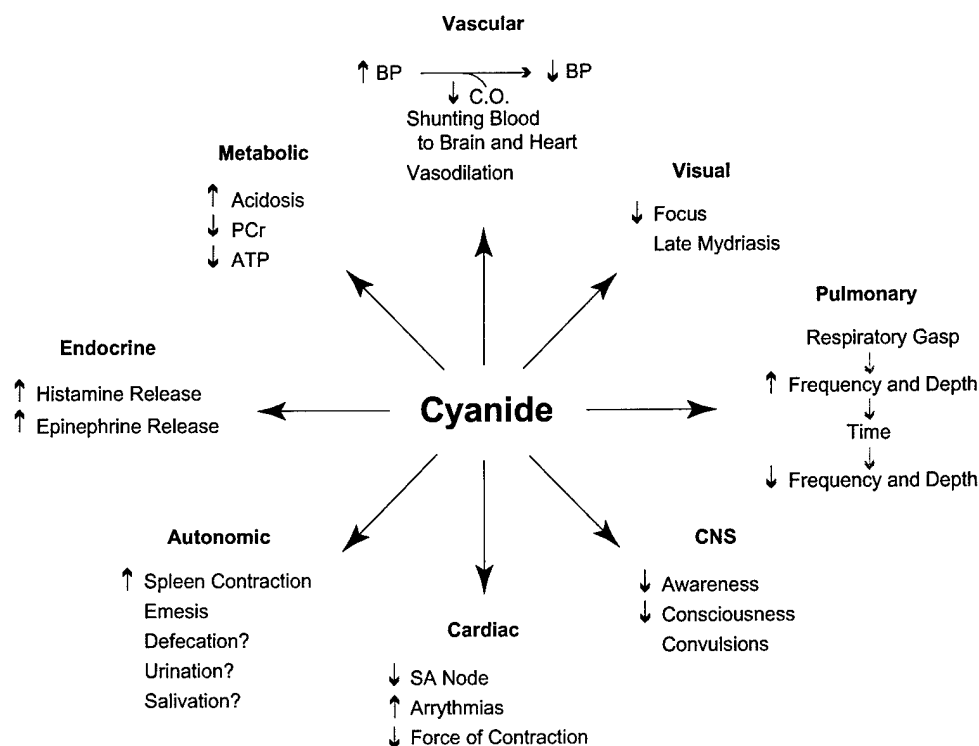 Vascular
↑ BP → ↓ BP
↓ C.O.
Shunting Blood
to Brain and Heart
Vasodilation
Metabolic
↑ Acidosis
↓ PCr
↓ ATP
Visual
↓ Focus
Late Mydriasis
Pulmonary
Respiratory Gasp
↓
↑ Frequency and Depth
↓
Time
↓
↓ Frequency and Depth
Endocrine
↑ Histamine Release
↑ Epinephrine Release
Cyanide
Autonomic
↑ Spleen Contraction
Emesis
Defecation?
Urination?
Salivation?
Cardiac
↓ SA Node
↑ Arrythmias
↓ Force of Contraction
CNS
↓ Awareness
↓ Consciousness
Convulsions